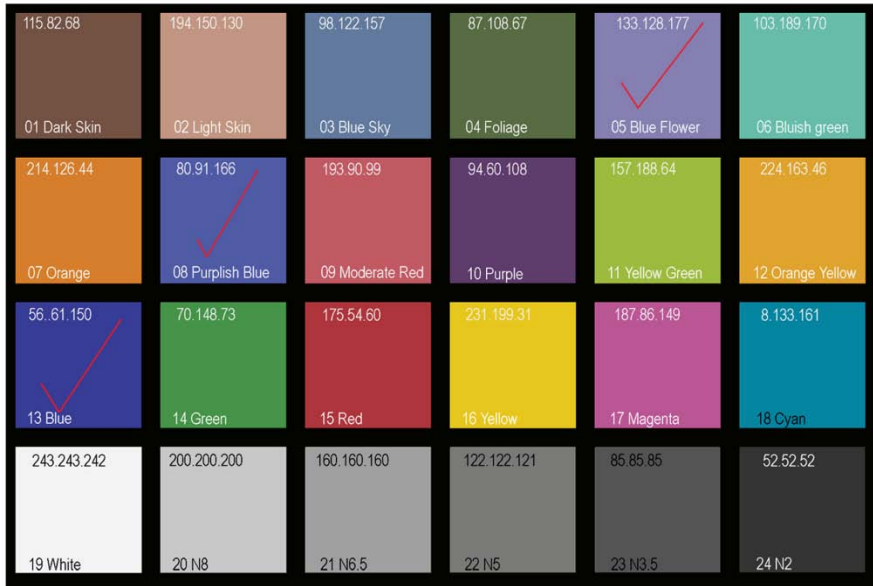 115.82.68
194.150.130
98.122.157
87.108.67
133.128.177
103.189.170
01 Dark Skin
02 Light Skin
03 Blue Sky
04 Foliage
05 Blue Flower
06 Bluish green
214.126.44
80.91.166
193.90.99
94.60.108
157.188.64
224.163.46
07 Orange
08 Purplish Blue
09 Moderate Red
10 Purple
11 Yellow Green
12 Orange Yellow
56..61.150
70.148.73
175.54.60
231.199.31
187.86.149
8.133.161
13 Blue
14 Green
15 Red
16 Yellow
17 Magenta
18 Cyan
243.243.242
200.200.200
160.160.160
122.122.121
85.85.85
52.52.52
19 White
20 N8
21 N6.5
22 N5
23 N3.5
24 N2